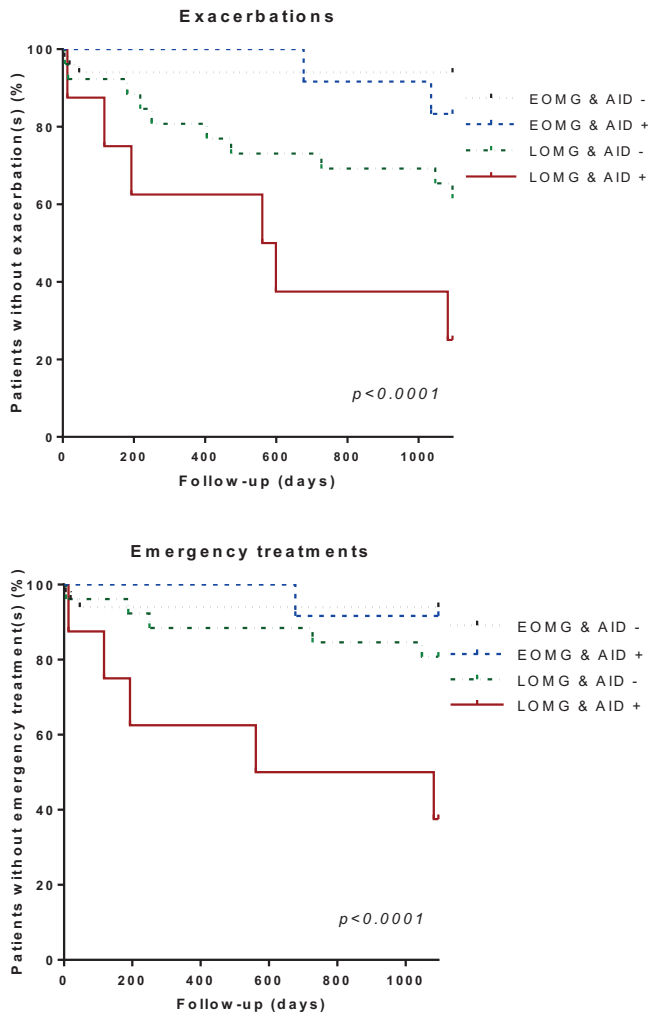 Exacerbations
Patients without exacerbation(s) (%)
100
80
60
40
20
0
EOMG & AID -
EOMG & AID +
LOMG & AID -
LOMG & AID +
p<0.0001
0 200 400 600 800 1000
Follow-up (days)
Emergency treatments
Patients without emergency treatment(s) (%)
100
80
60
40
20
0
EOMG & AID -
EOMG & AID +
LOMG & AID -
LOMG & AID +
p<0.0001
0 200 400 600 800 1000
Follow-up (days)